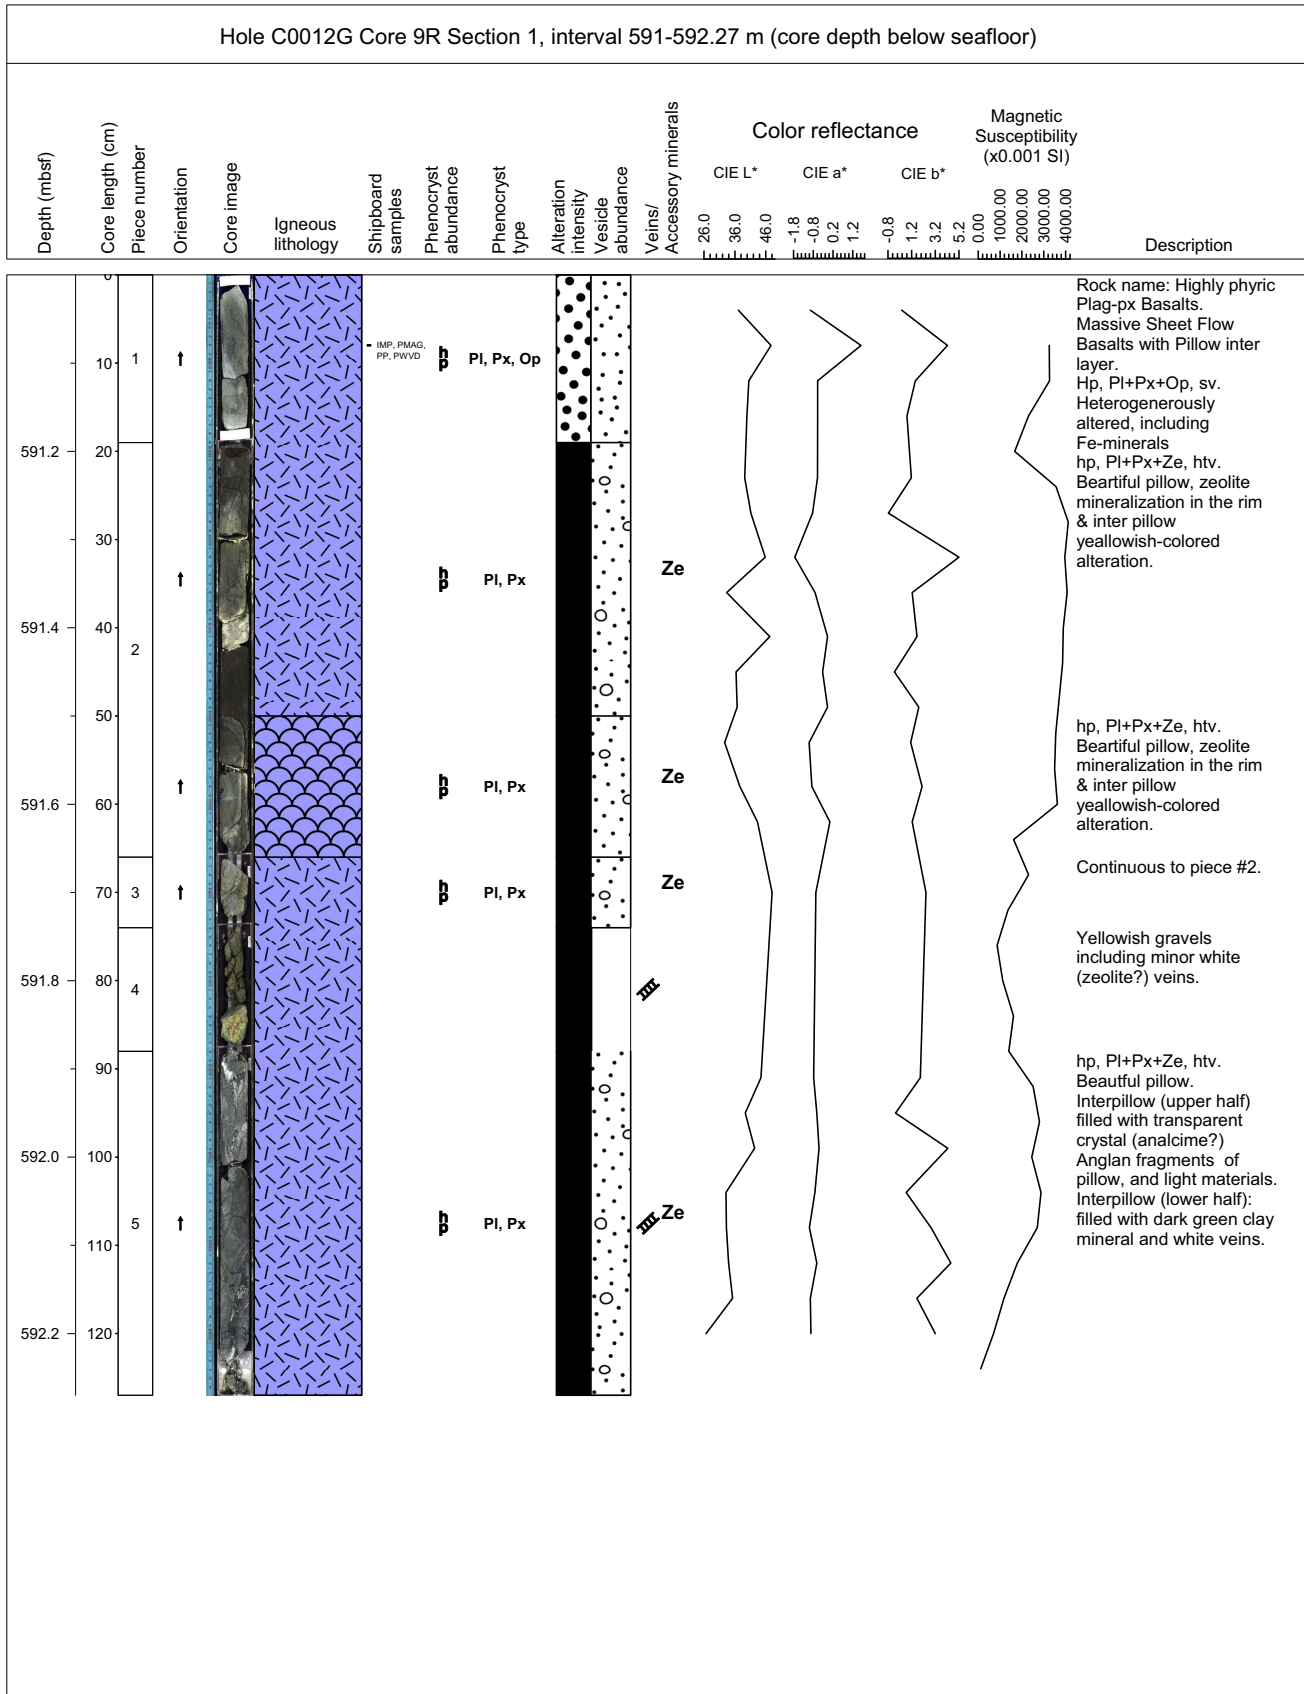 Hole C0012G Core 9R Section 1, interval 591-592.27 m (core depth below seafloor)
Depth (mbsf)
Core length (cm)
Piece number
Orientation
Core image
Igneous
lithology
Shipboard
samples
Phenocryst
abundance
Phenocryst
type
Alteration
intensity
Vesicle
abundance
Veins/
Accessory minerals
Color reflectance
CIE L*
26.0 36.0 46.0
CIE a*
-1.8 -0.8 0.2 1.2
CIE b*
-0.8 1.2 3.2 5.2
Magnetic
Susceptibility
(x0.001 SI)
0.00 1000.00 2000.00 3000.00 4000.00
Description
591.2
591.4
591.6
591.8
592.0
592.2
0
10
20
30
40
50
60
70
80
90
100
110
120
1
2
3
4
5
IMP, PMAG,
PP, PWVD
hp
Pl, Px, Op
hp
Pl, Px
Ze
hp
Pl, Px
Ze
hp
Pl, Px
Ze
hp
Pl, Px
Ze
Rock name: Highly phyric
Plag-px Basalts.
Massive Sheet Flow
Basalts with Pillow inter
layer.
Hp, Pl+Px+Op, sv.
Heterogenerously
altered, including
Fe-minerals
hp, Pl+Px+Ze, htv.
Beartiful pillow, zeolite
mineralization in the rim
& inter pillow
yeallowish-colored
alteration.
hp, Pl+Px+Ze, htv.
Beartiful pillow, zeolite
mineralization in the rim
& inter pillow
yeallowish-colored
alteration.
Continuous to piece #2.
Yellowish gravels
including minor white
(zeolite?) veins.
hp, Pl+Px+Ze, htv.
Beautful pillow.
Interpillow (upper half)
filled with transparent
crystal (analcime?)
Anglan fragments of
pillow, and light materials.
Interpillow (lower half):
filled with dark green clay
mineral and white veins.